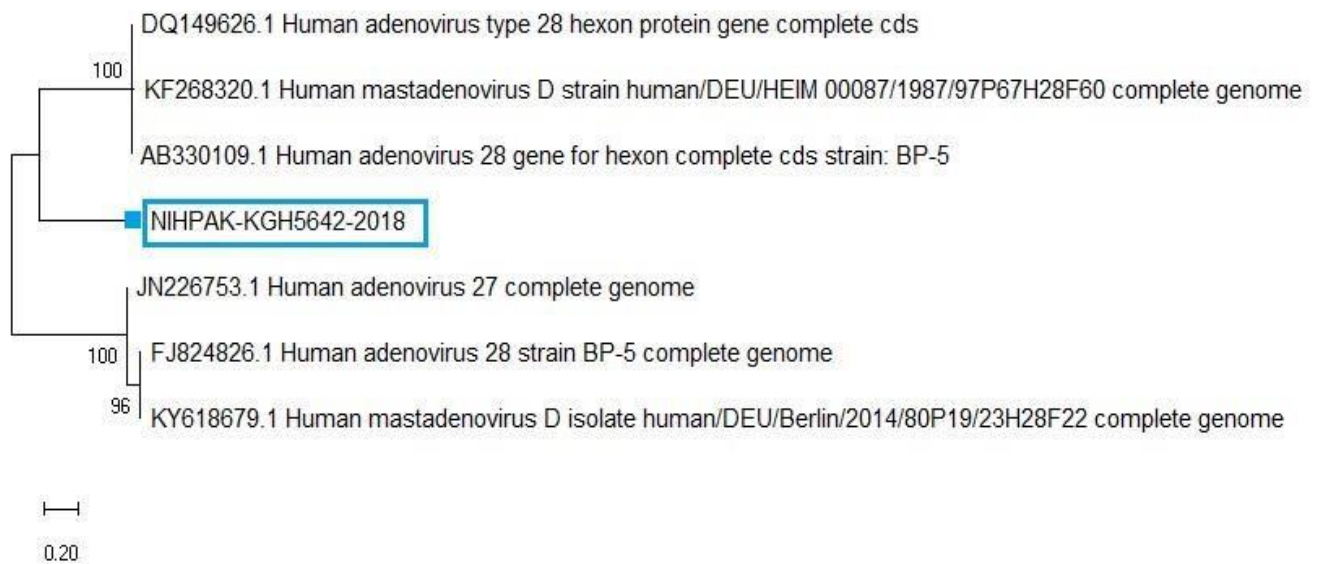 DQ149626.1 Human adenovirus type 28 hexon protein gene complete cds
100
KF268320.1 Human mastadenovirus D strain human/DEU/HEIM 00087/1987/97P67H28F60 complete genome
AB330109.1 Human adenovirus 28 gene for hexon complete cds strain: BP-5
NIHPAK-KGH5642-2018
JN226753.1 Human adenovirus 27 complete genome
100
FJ824826.1 Human adenovirus 28 strain BP-5 complete genome
96
KY618679.1 Human mastadenovirus D isolate human/DEU/Berlin/2014/80P19/23H28F22 complete genome
0.20